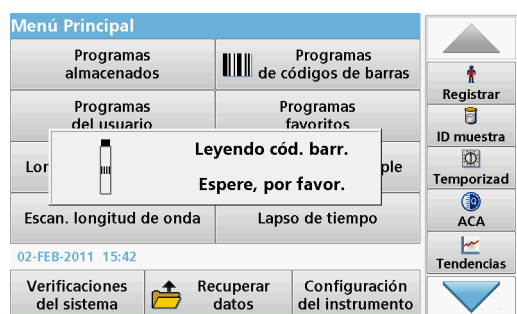 Menú Principal
Programas
almacenados
Programas
de códigos de barras
Programas
del usuario
Programas
favoritos
Leyendo cód. barr.
Espere, por favor.
Escan. longitud de onda
Lapso de tiempo
02-FEB-2011 15:42
Verificaciones
del sistema
Recuperar
datos
Configuración
del instrumento
Registrar
ID muestra
Temporizad
ACA
Tendencias